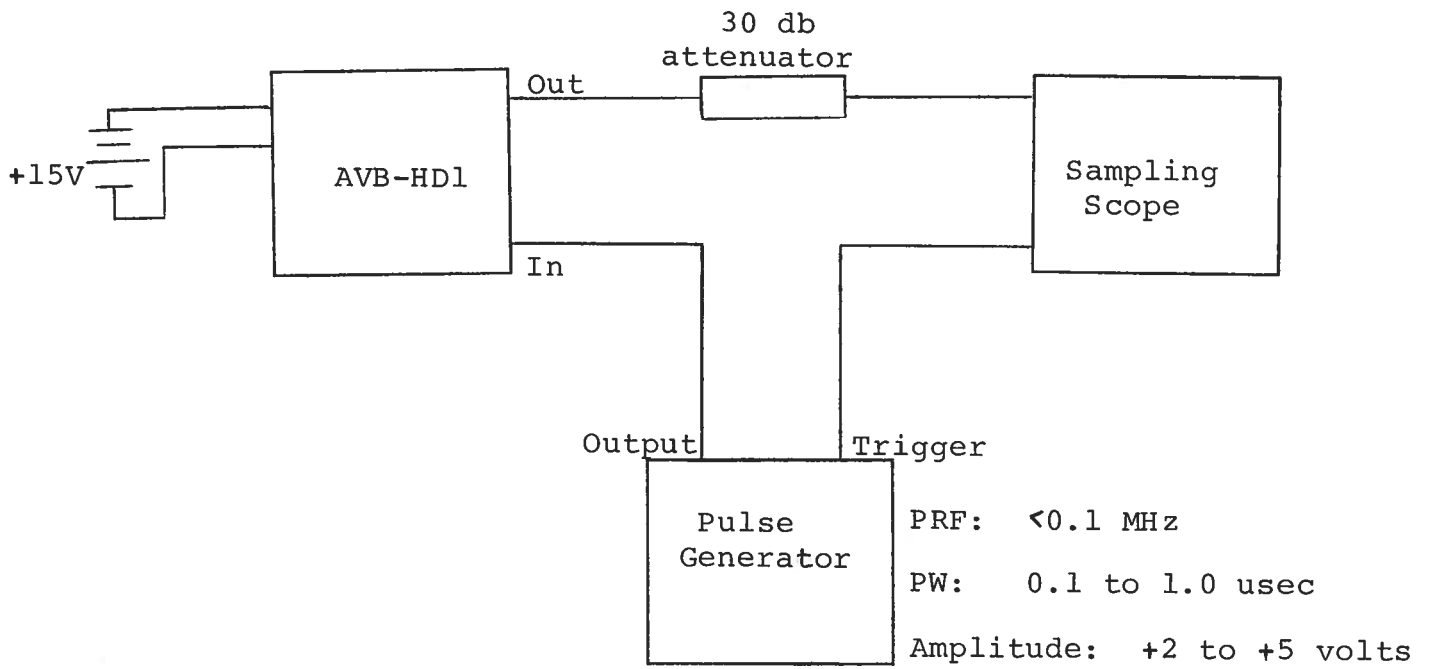 30 db
attenuator
Out
+15V
AVB-HD1
Sampling
Scope
In
Output
Trigger
Pulse
Generator
PRF: <0.1 MHz
PW: 0.1 to 1.0 usec
Amplitude: +2 to +5 volts